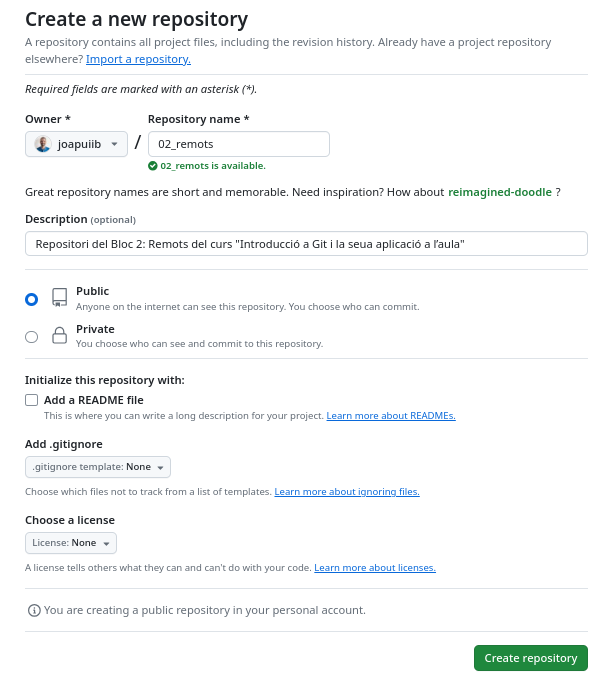 Create a new repository
A repository contains all project files, including the revision history. Already have a project repository
elsewhere? Import a repository.
Required fields are marked with an asterisk (*).
Owner * Repository name *
joapuiib / 02_remots
02_remots is available.
Great repository names are short and memorable. Need inspiration? How about reimagined-doodle ?
Description (optional)
Repositori del Bloc 2: Remots del curs "Introducció a Git i la seua aplicació a l’aula"
Public
Anyone on the internet can see this repository. You choose who can commit.
Private
You choose who can see and commit to this repository.
Initialize this repository with:
Add a README file
This is where you can write a long description for your project. Learn more about READMEs.
Add .gitignore
.gitignore template: None
Choose which files not to track from a list of templates. Learn more about ignoring files.
Choose a license
License: None
A license tells others what they can and can't do with your code. Learn more about licenses.
You are creating a public repository in your personal account.
Create repository